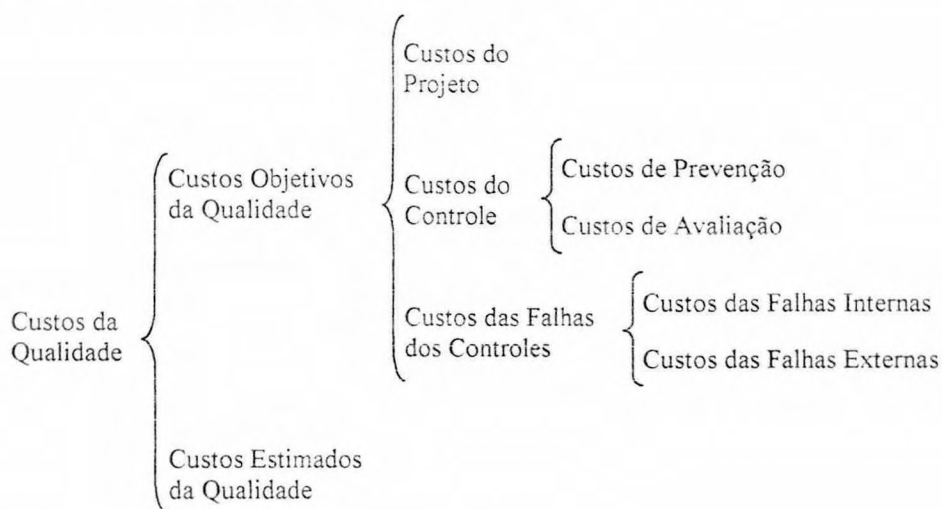 Custos do
Projeto
Custos Objetivos
da Qualidade
Custos do
Controle
Custos de Prevenção
Custos de Avaliação
Custos da
Qualidade
Custos das Falhas
dos Controles
Custos das Falhas Internas
Custos das Falhas Externas
Custos Estimados
da Qualidade